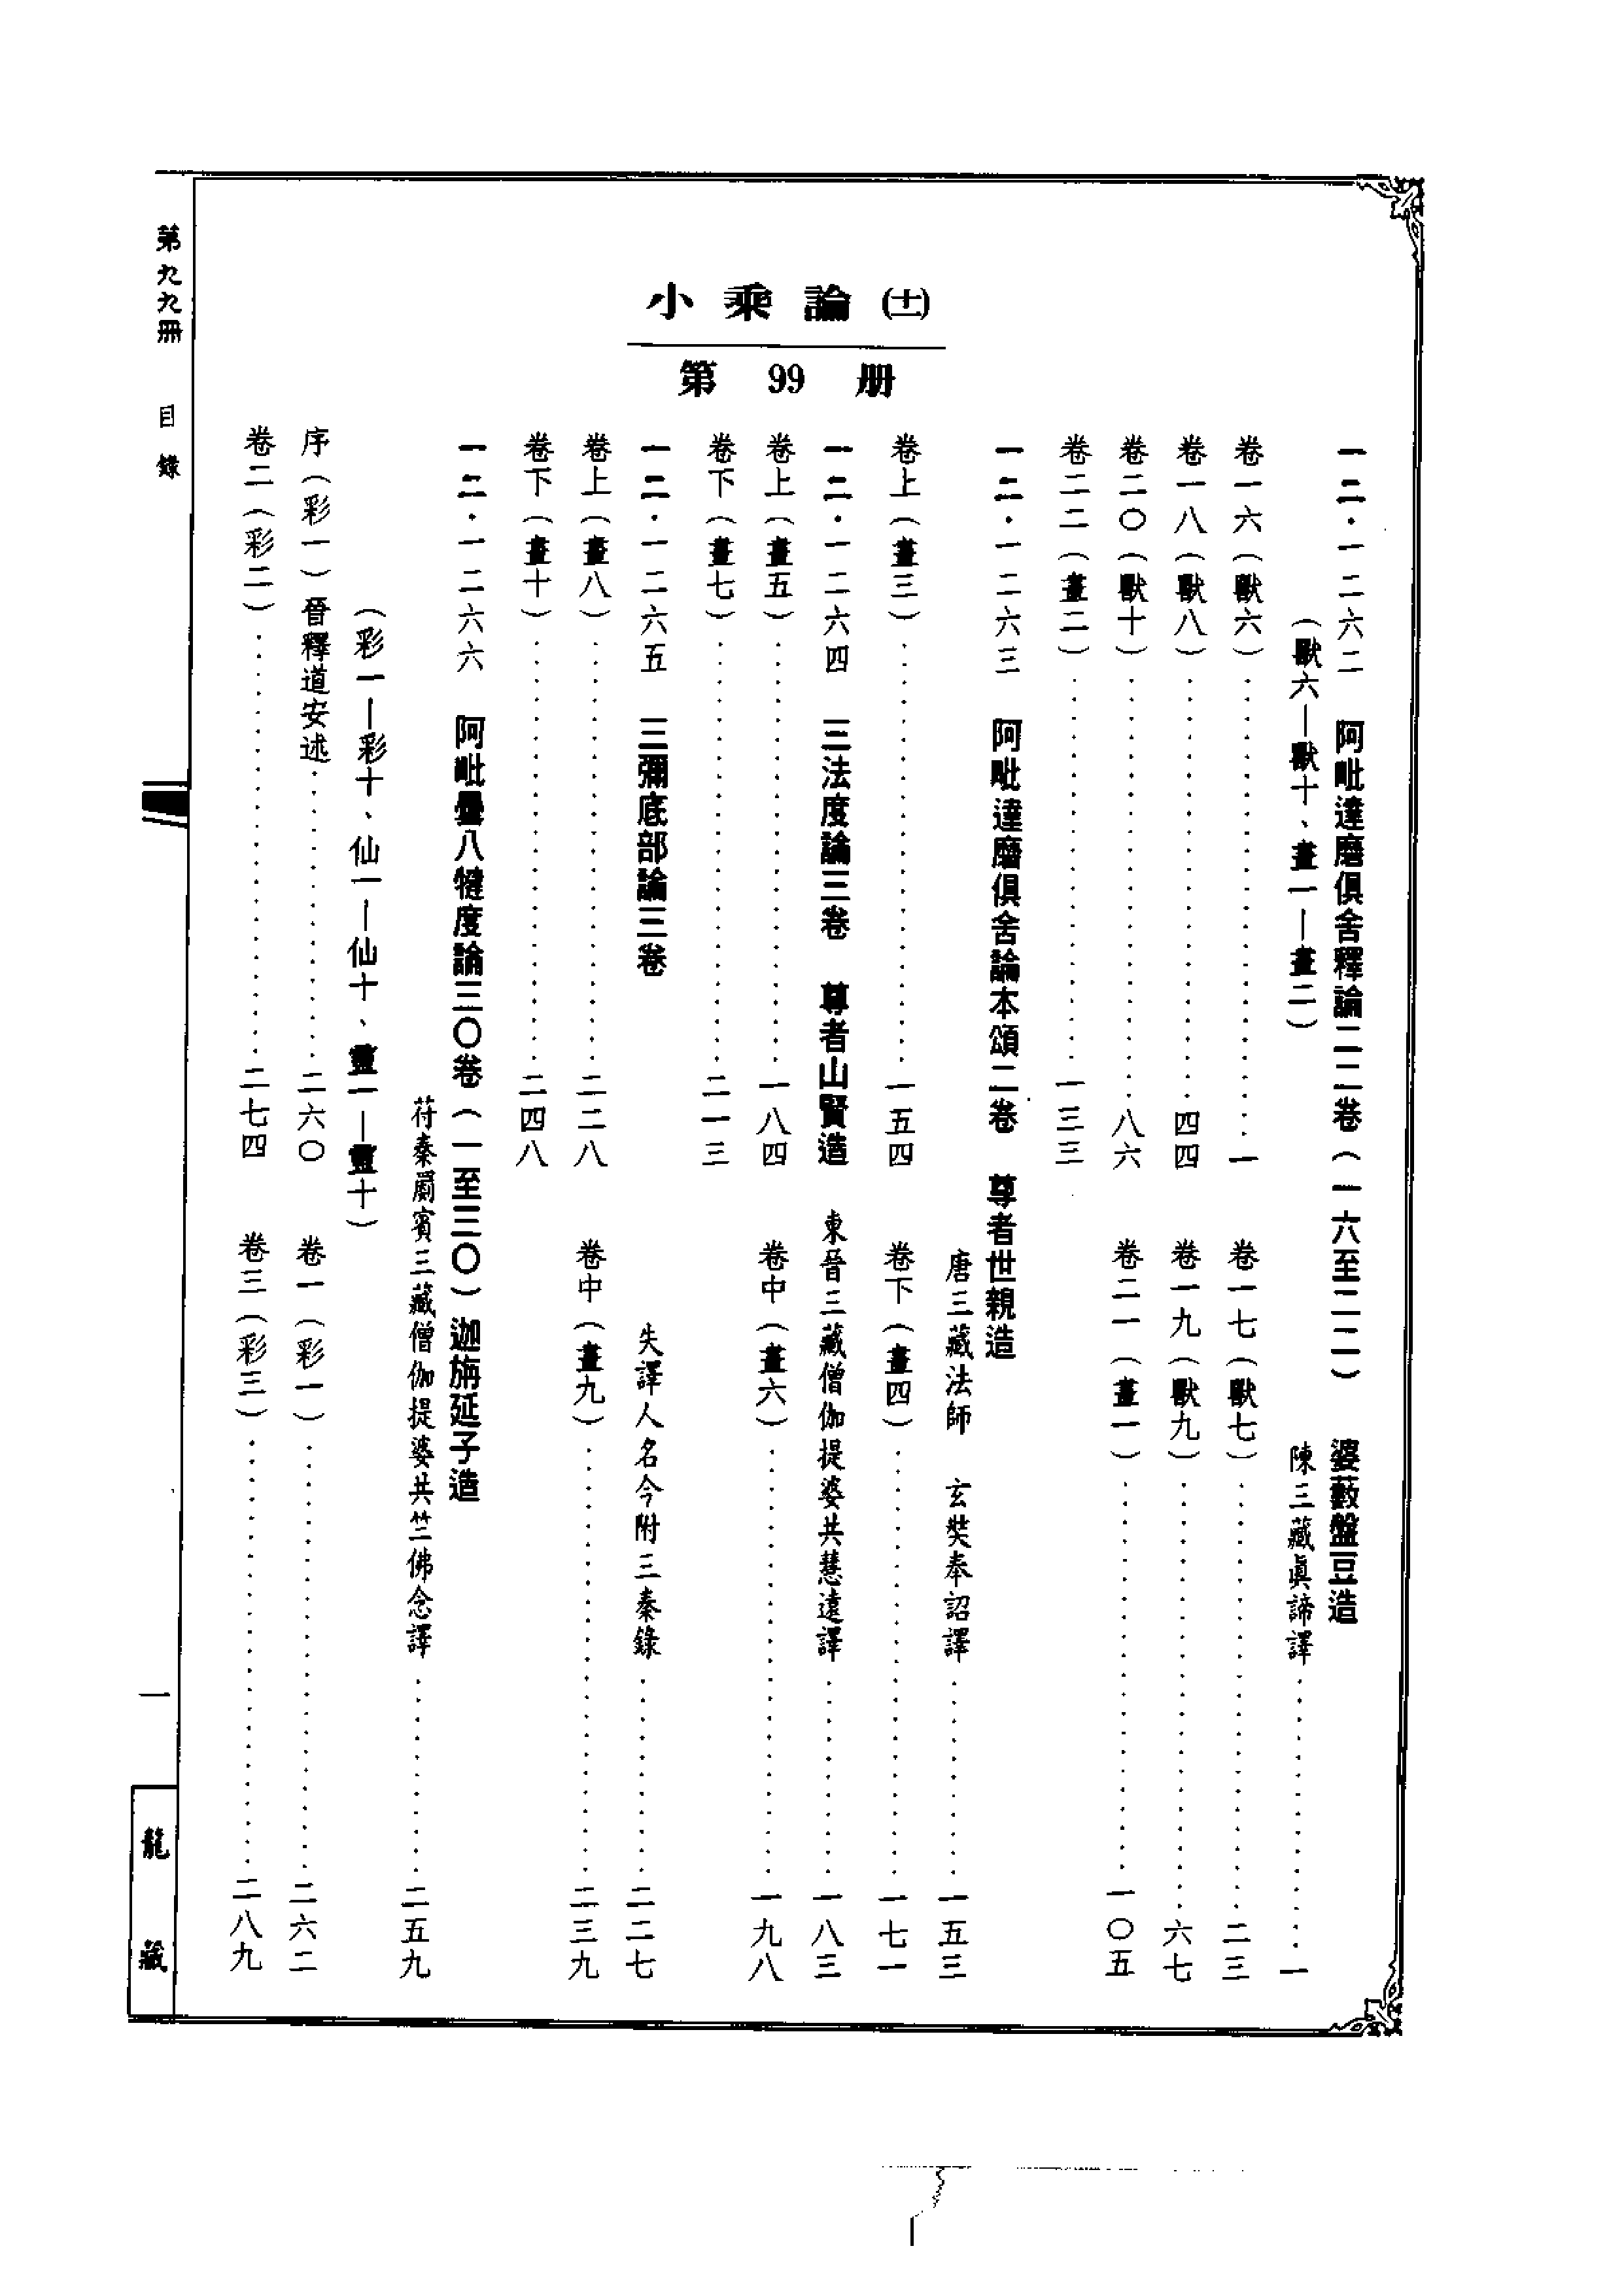 小乘論(十一)
第99册
一二·一二六二　阿毗達磨俱舍釋論二二卷（一六至二二）　婆藪盤豆造
（獸六—獸十、畫一—畫二）　陳三藏眞諦譯……一
卷一六（獸六）……一　卷一七（獸七）……二三
卷一八（獸八）……四四　卷一九（獸九）……六七
卷二〇（獸十）……八六　卷二一（畫一）……一〇五
卷二二（畫二）……一三三
一二·一二六三　阿毗達磨俱舍論本頌二卷　尊者世親造
唐三藏法師　玄奘奉詔譯……一五三
卷上（畫三）……一五四　卷下（畫四）……一七一
一二·一二六四　三法度論三卷　尊者山賢造　東晉三藏僧伽提婆共慧遠譯……一八三
卷上（畫五）……一八四　卷中（畫六）……一九八
卷下（畫七）……二一三
一二·一二六五　三彌底部論三卷　失譯人名今附三秦錄……二二七
卷上（畫八）……二二八　卷中（畫九）……二三九
卷下（畫十）……二四八
一二·一二六六　阿毗曇八犍度論三〇卷（一至三〇）迦旃延子造
苻秦罽賓三藏僧伽提婆共竺佛念譯……二五九
（彩一—彩十、仙一—仙十、靈一—靈十）
序（彩一）晉釋道安述……二六〇　卷一（彩一）……二六二
卷二（彩二）……二七四　卷三（彩三）……二八九
第九九冊　目錄
一
龍藏